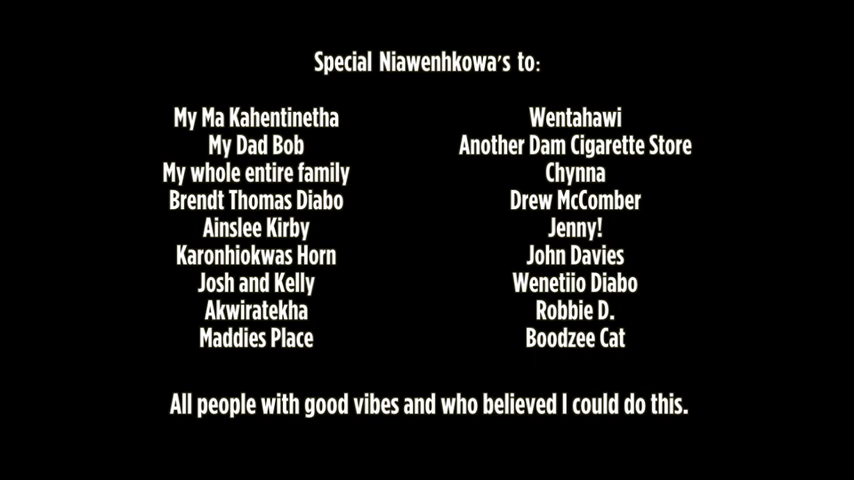 Special Niawenhkowa's to:
My Ma Kahentinetha
My Dad Bob
My whole entire family
Brendt Thomas Diabo
Ainslee Kirby
Karonhiokwas Horn
Josh and Kelly
Akwiratekha
Maddies Place
Wentahawi
Another Dam Cigarette Store
Chynna
Drew McComber
Jenny!
John Davies
Wenetiio Diabo
Robbie D.
Boodzee Cat
All people with good vibes and who believed I could do this.